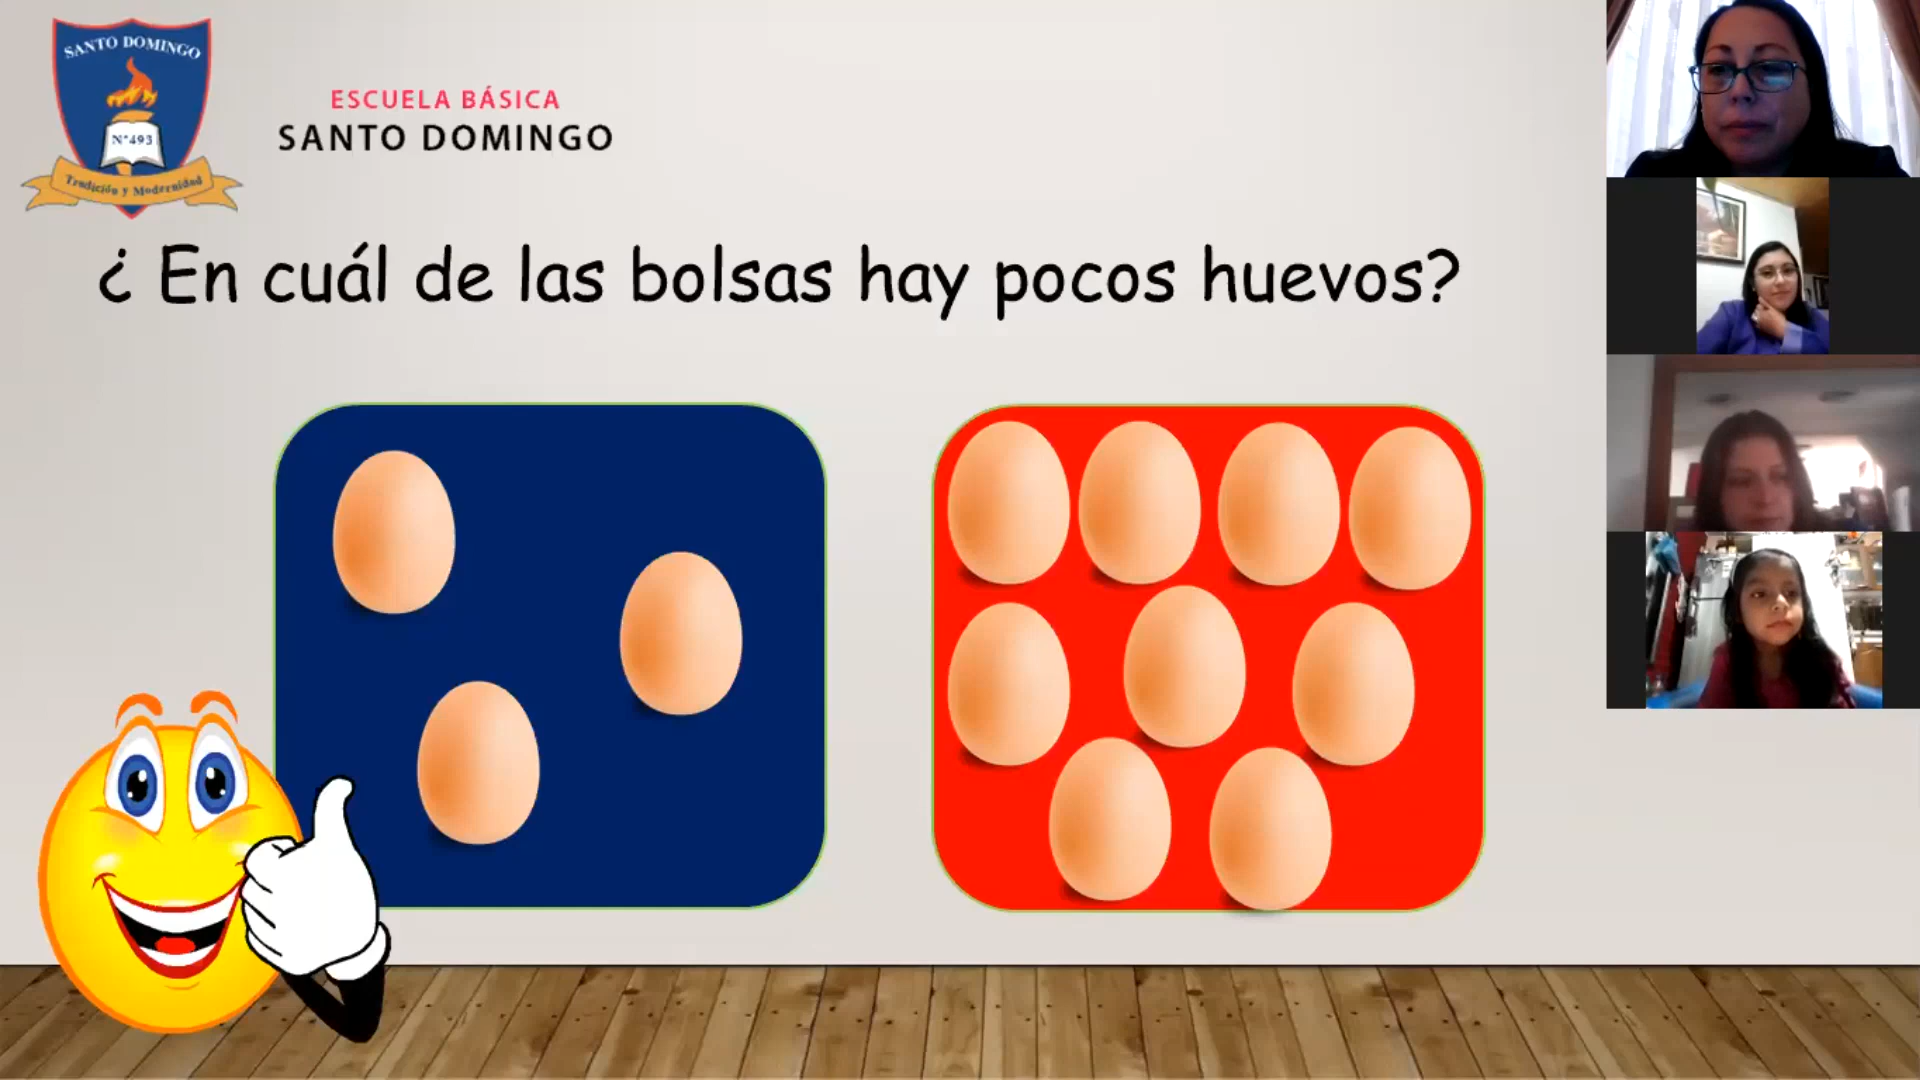 SANTO DOMINGO
N°493
Tradición y Modernidad
ESCUELA BÁSICA
SANTO DOMINGO
¿ En cuál de las bolsas hay pocos huevos?